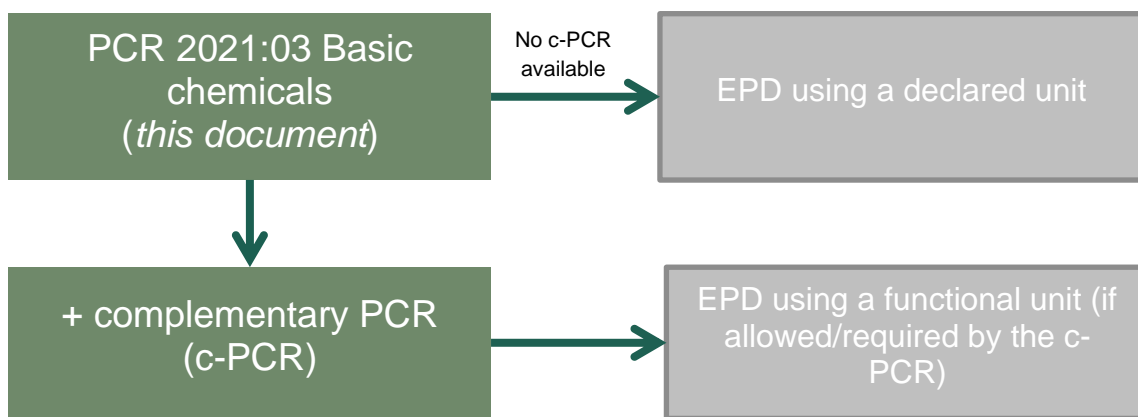 PCR 2021:03 Basic
chemicals
(this document)
No c-PCR
available
EPD using a declared unit
+ complementary PCR
(c-PCR)
EPD using a functional unit (if
allowed/required by the c-
PCR)